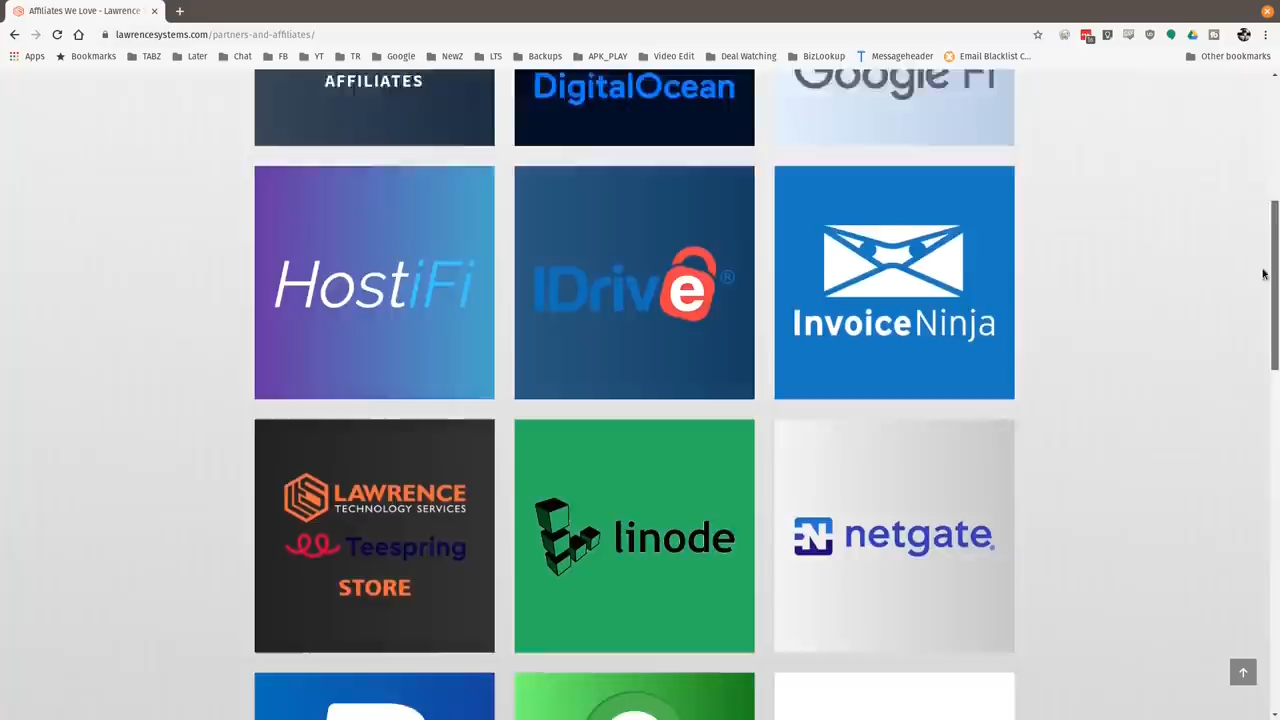 Affiliates We Love - Lawrence
lawrencesystems.com/partners-and-affiliates/
Apps Bookmarks TABZ Later Chat FB YT TR Google NewZ LTS Backups APK_PLAY Video Edit Deal Watching BizLookup Messageheader Email Blacklist C... Other bookmarks
AFFILIATES
DigitalOcean
Google Fi
HostiFi
IDrive®
InvoiceNinja
LAWRENCE
TECHNOLOGY SERVICES
Teespring
STORE
linode
netgate®